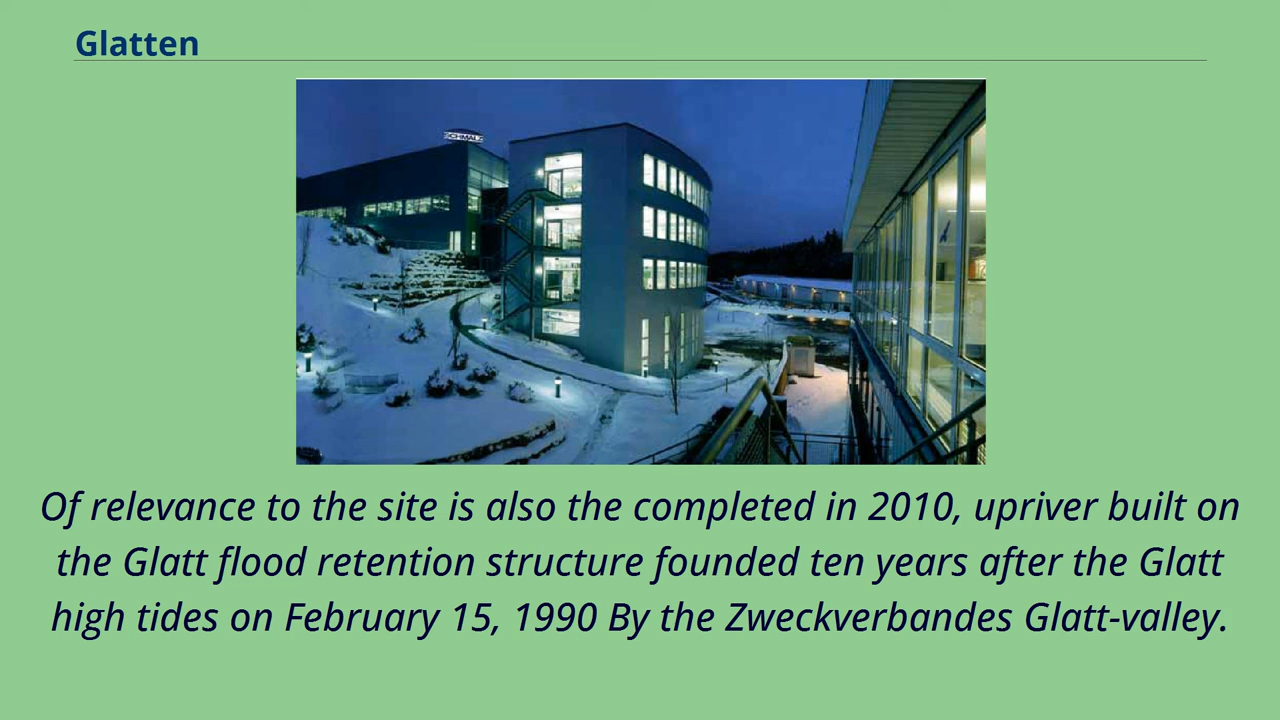 Glatten
SCHMALZ
Of relevance to the site is also the completed in 2010, upriver built on
the Glatt flood retention structure founded ten years after the Glatt
high tides on February 15, 1990 By the Zweckverbandes Glatt-valley.